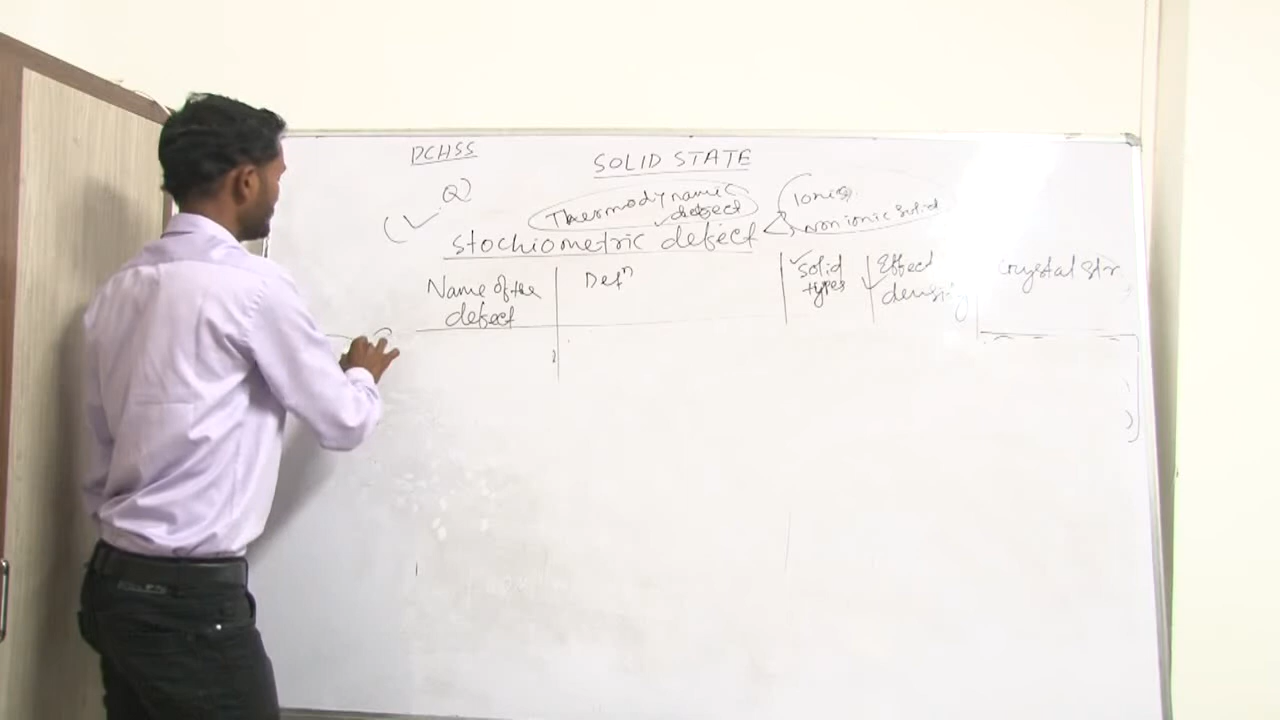 DCHSS
SOLID STATE
Q)
Thermodynamic
defect
Ionic
non ionic solid
stochiometric defect
Name of the
defect
Defⁿ
Solid
types
Effect
density
Crystal Str.